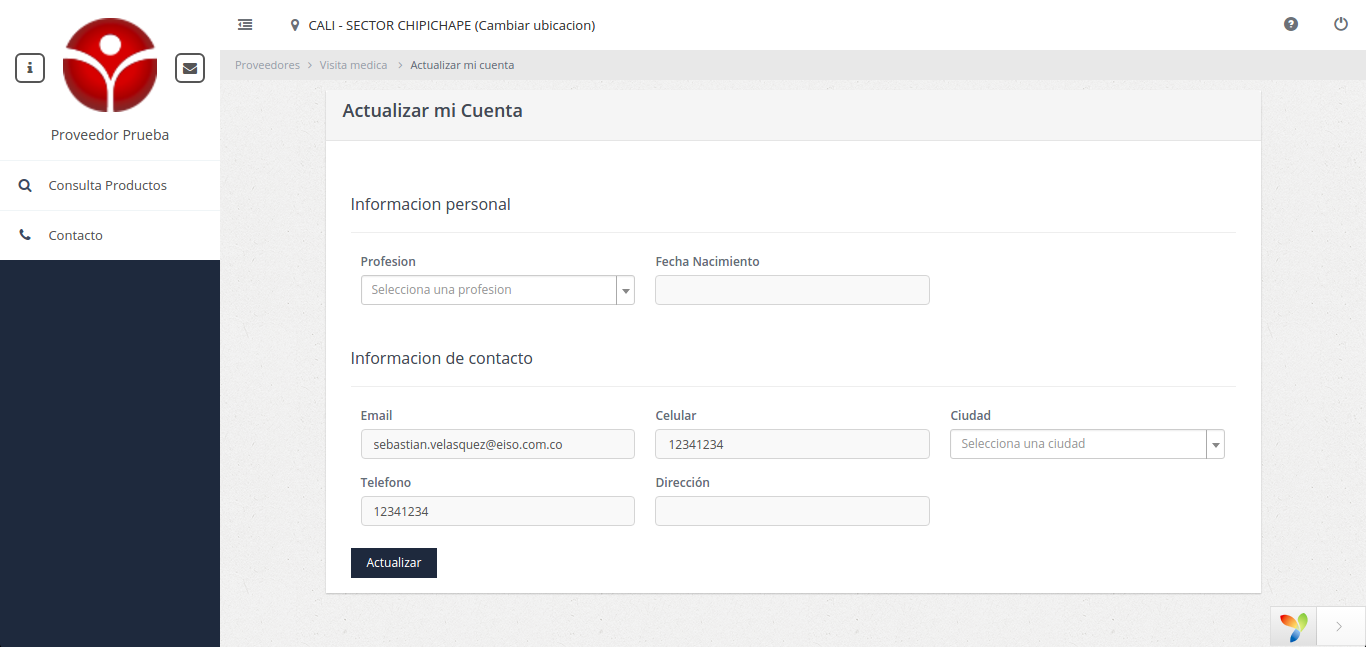 CALI - SECTOR CHIPICHAPE (Cambiar ubicacion)
Proveedores > Visita medica > Actualizar mi cuenta
Proveedor Prueba
Consulta Productos
Contacto
Actualizar mi Cuenta
Informacion personal
Profesion Fecha Nacimiento
Selecciona una profesion
Informacion de contacto
Email Celular Ciudad
sebastian.velasquez@eiso.com.co 12341234 Selecciona una ciudad
Telefono Dirección
12341234
Actualizar